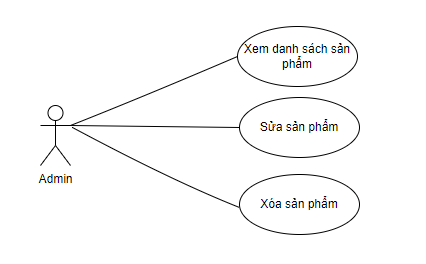 Xem danh sách sản
phẩm
Sửa sản phẩm
Admin
Xóa sản phẩm